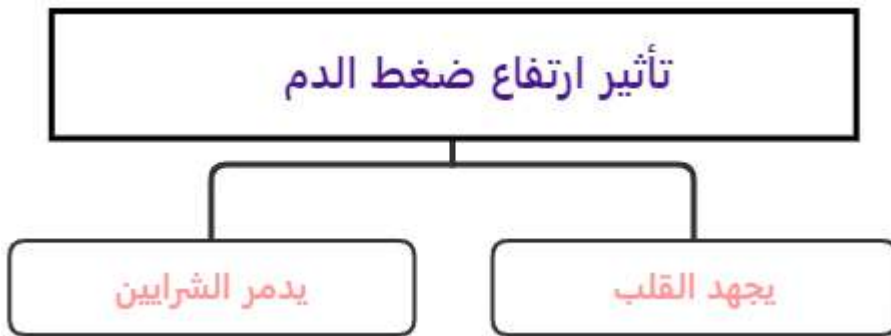 تأثير ارتفاع ضغط الدم
يجهد القلب
يدمر الشرايين